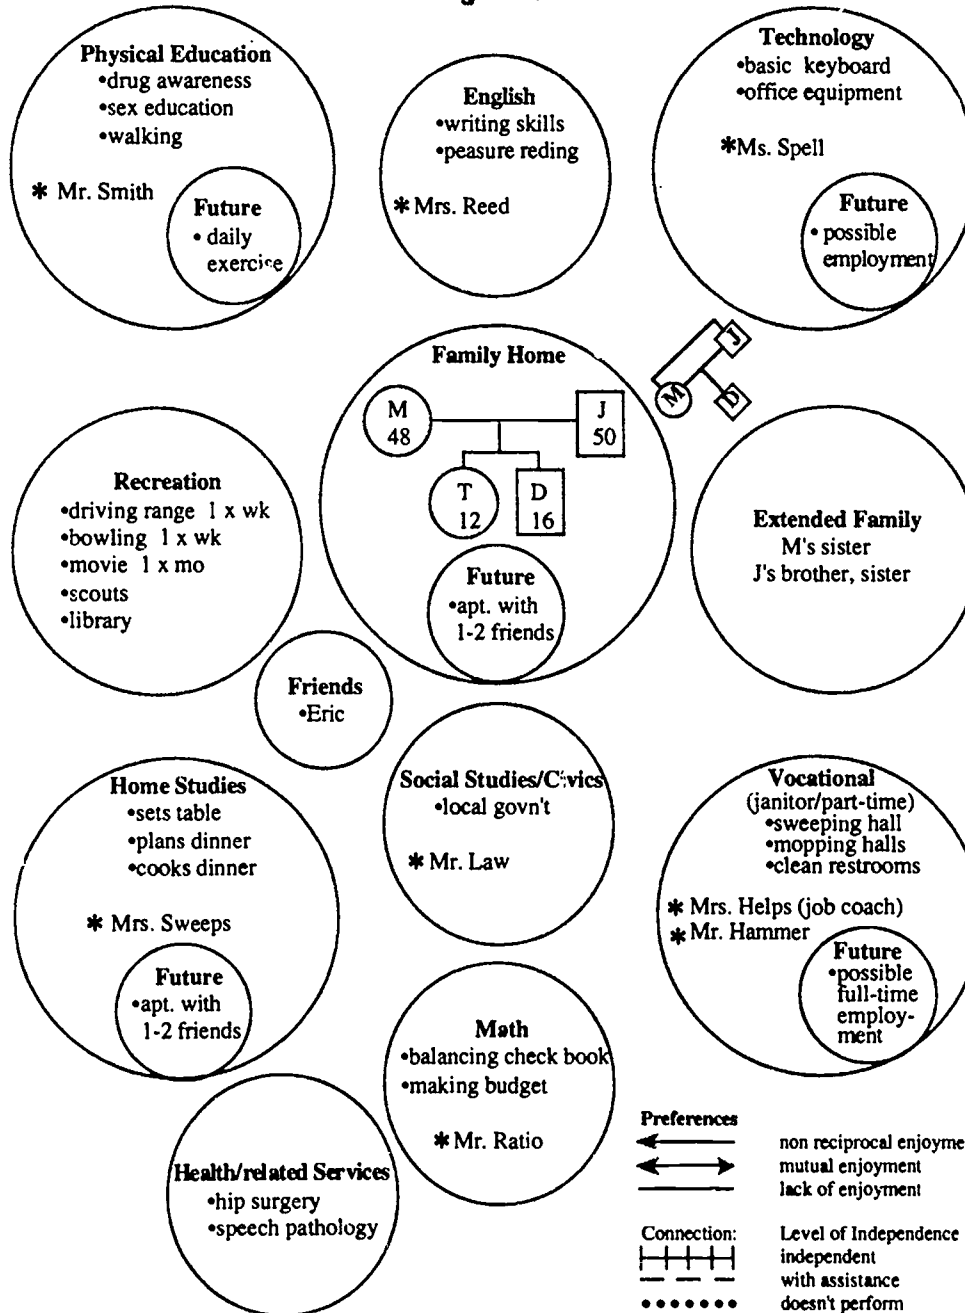 Physical Education
•drug awareness
•sex education
•walking
* Mr. Smith
Future
• daily
exercise
English
•writing skills
•peasure reding
* Mrs. Reed
Technology
•basic keyboard
•office equipment
*Ms. Spell
Future
• possible
employment
Family Home
M
48
J
50
T
12
D
16
Future
•apt. with
1-2 friends
J
M
D
Recreation
•driving range 1 x wk
•bowling 1 x wk
•movie 1 x mo
•scouts
•library
Extended Family
M's sister
J's brother, sister
Friends
•Eric
Home Studies
•sets table
•plans dinner
•cooks dinner
* Mrs. Sweeps
Future
•apt. with
1-2 friends
Social Studies/Civics
•local govn't
* Mr. Law
Vocational
(janitor/part-time)
•sweeping hall
•mopping halls
•clean restrooms
* Mrs. Helps (job coach)
* Mr. Hammer
Future
•possible
full-time
employ-
ment
Math
•balancing check book
•making budget
* Mr. Ratio
Health/related Services
•hip surgery
•speech pathology
Preferences
non reciprocal enjoyme
mutual enjoyment
lack of enjoyment
Connection: Level of Independence
independent
with assistance
doesn't perform